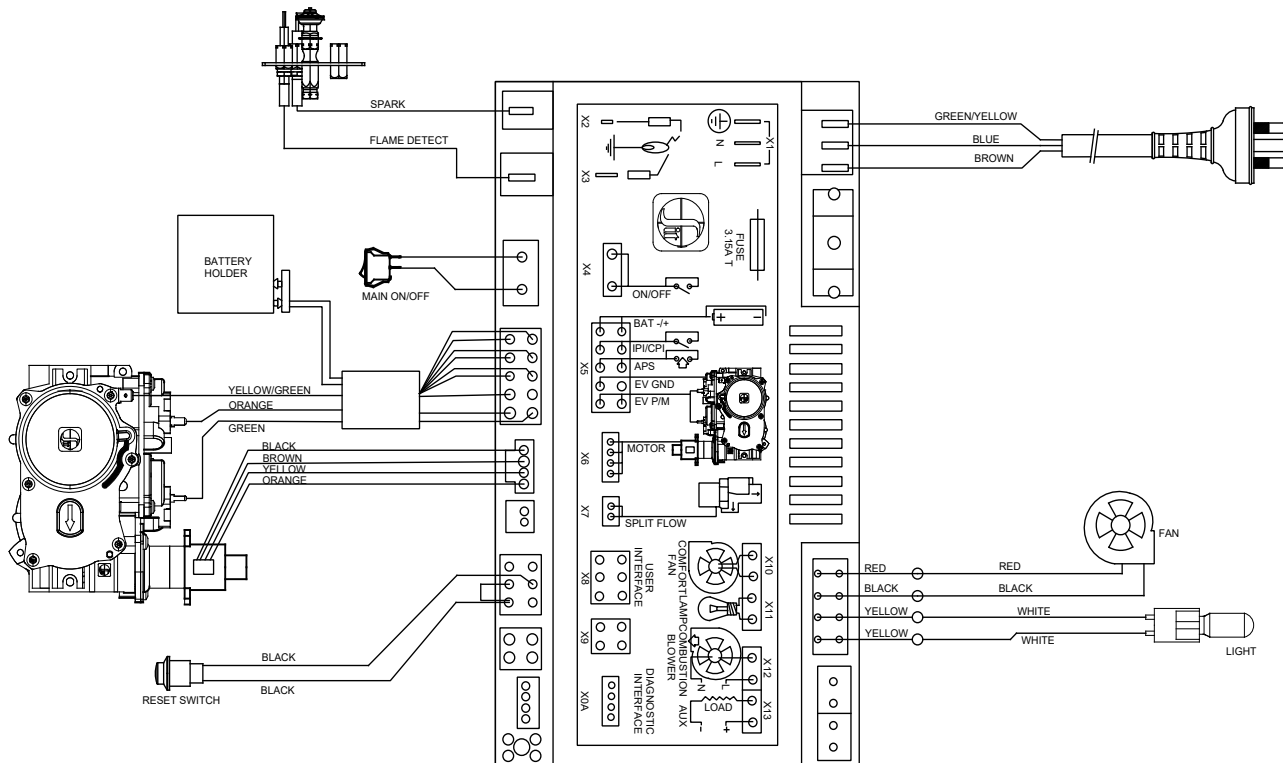 SPARK
FLAME DETECT
BATTERY
HOLDER
MAIN ON/OFF
YELLOW/GREEN
ORANGE
GREEN
BLACK
BROWN
YELLOW
ORANGE
BLACK
BLACK
RESET SWITCH
X2
X3
X1
N
L
FUSE
3.15A T
X4
ON/OFF
X5
BAT -/+
+ −
IPI/CPI
APS
EV GND
EV P/M
X6
MOTOR
X7
SPLIT FLOW
X8
USER
INTERFACE
X9
X0A
DIAGNOSTIC
INTERFACE
COMFORT
FAN
X10
LAMP
X11
COMBUSTION
BLOWER
X12
N
L
AUX
LOAD
X13
- +
GREEN/YELLOW
BLUE
BROWN
FAN
RED
RED
BLACK
BLACK
YELLOW
WHITE
YELLOW
WHITE
LIGHT